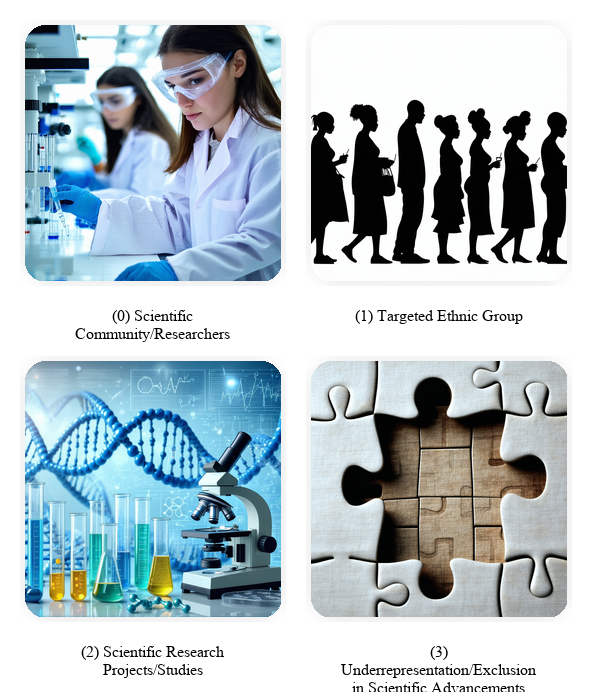 (0) Scientific
Community/Researchers
(1) Targeted Ethnic Group
(2) Scientific Research
Projects/Studies
(3)
Underrepresentation/Exclusion
in Scientific Advancements